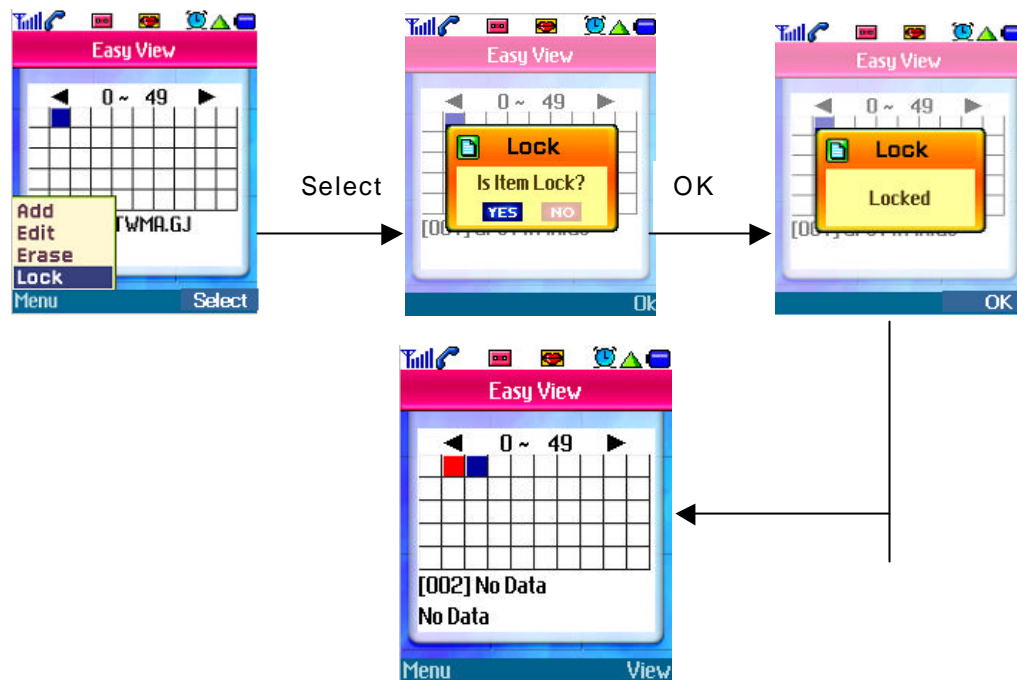 Easy View
0 ~ 49
TWMA.GJ
Add
Edit
Erase
Lock
Menu Select
Select
Easy View
0 ~ 49
Lock
Is Item Lock?
YES NO
Ok
OK
Easy View
0 ~ 49
Lock
Locked
OK
Easy View
0 ~ 49
[002] No Data
No Data
Menu View